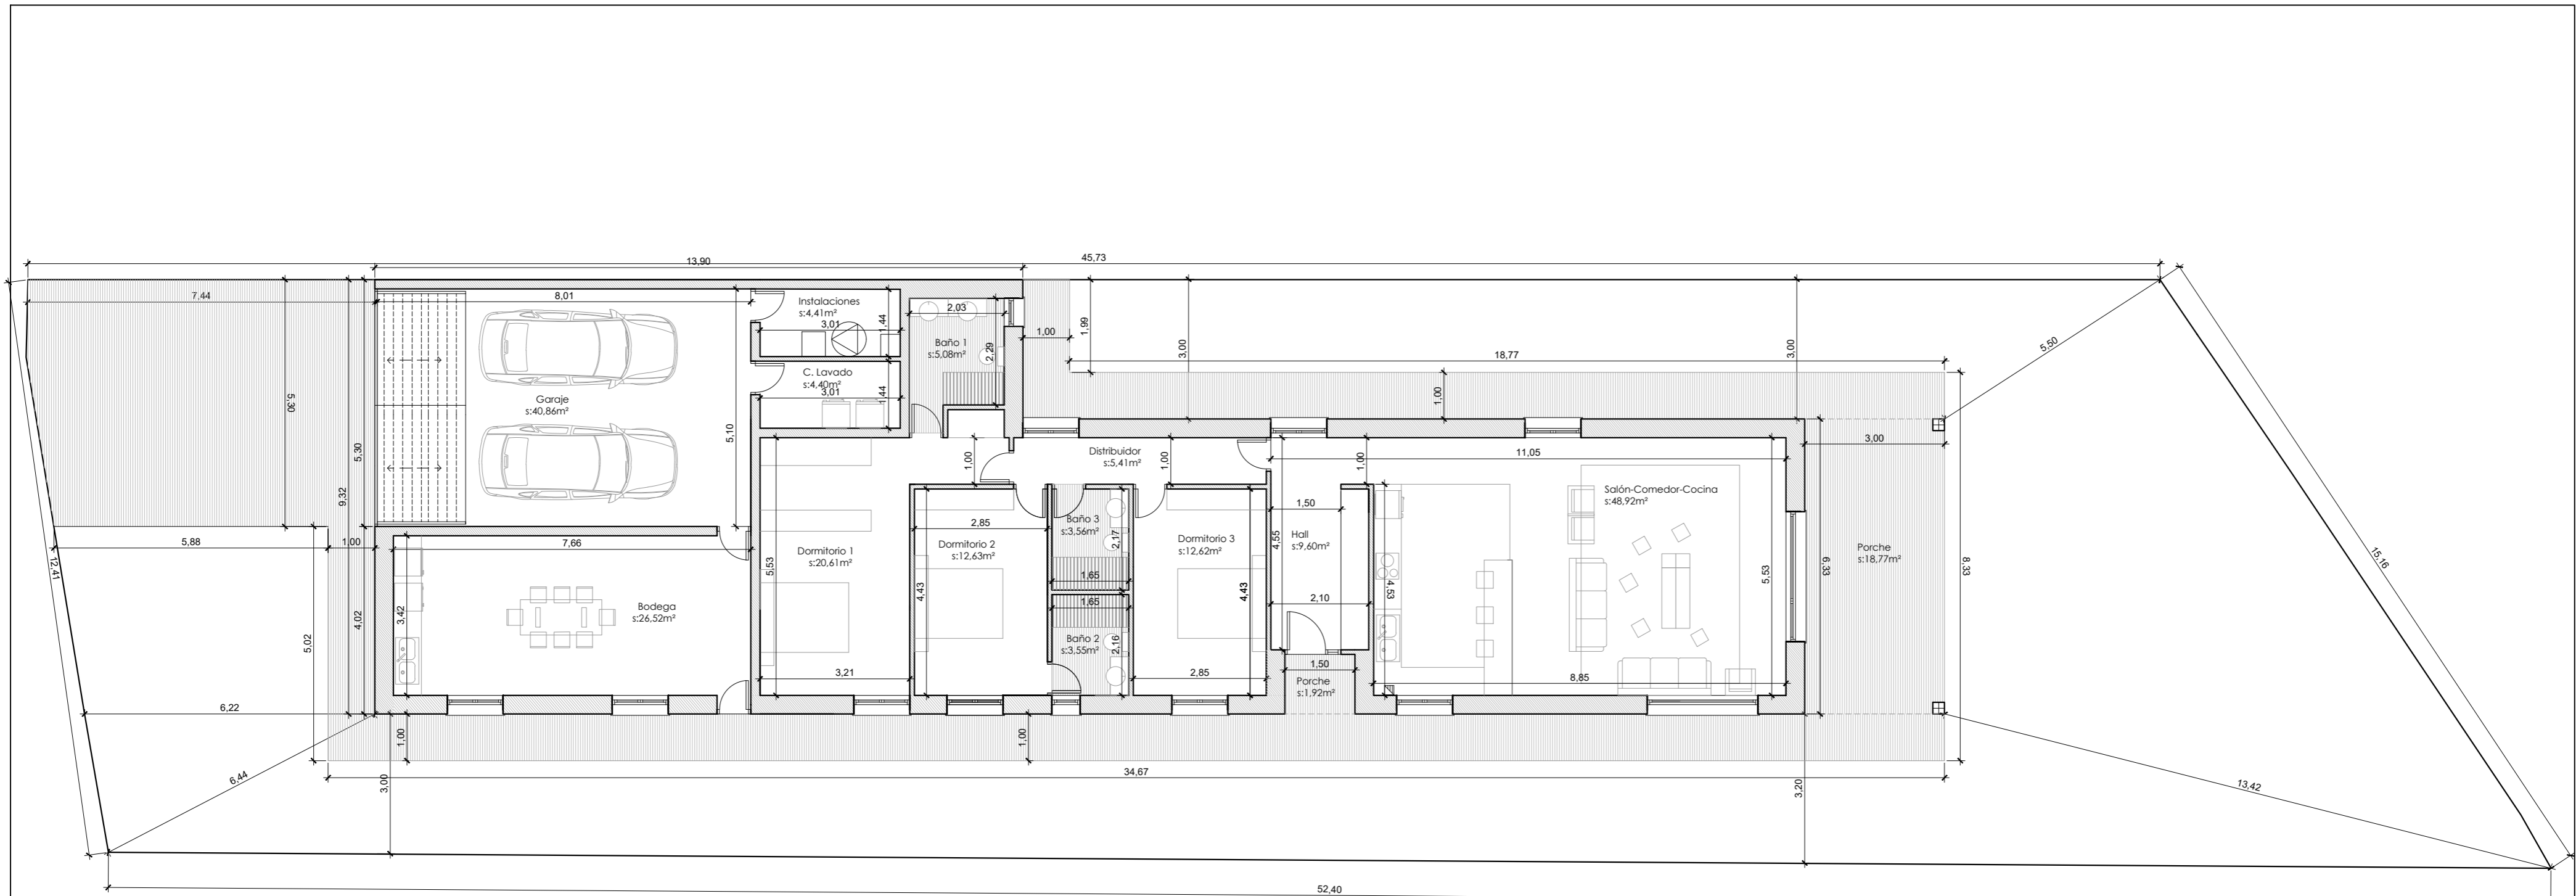 45,73
13,90
7,44
8,01
Instalaciones
s:4,41m²
3,01
1,44
2,03
Baño 1
s:5,08m²
2,29
1,00
1,99
3,00
18,77
3,00
5,50
15,16
C. Lavado
s:4,40m²
3,01
1,44
Garaje
s:40,86m²
5,30
9,32
5,30
5,10
1,00
3,00
Distribuidor
s:5,41m²
1,00
1,00
1,00
11,05
Salón-Comedor-Cocina
s:48,92m²
1,50
Hall
s:9,60m²
4,55
2,10
4,53
5,53
6,33
8,33
Porche
s:18,77m²
5,88
1,00
7,66
12,41
Dormitorio 1
s:20,61m²
5,53
3,21
2,85
Dormitorio 2
s:12,63m²
4,43
Baño 3
s:3,56m²
2,17
1,65
1,65
Baño 2
s:3,55m²
2,16
Dormitorio 3
s:12,62m²
4,43
2,85
Bodega
s:26,52m²
3,42
4,02
5,02
1,50
Porche
s:1,92m²
8,85
6,22
6,44
1,00
3,00
1,00
34,67
3,20
13,42
52,40